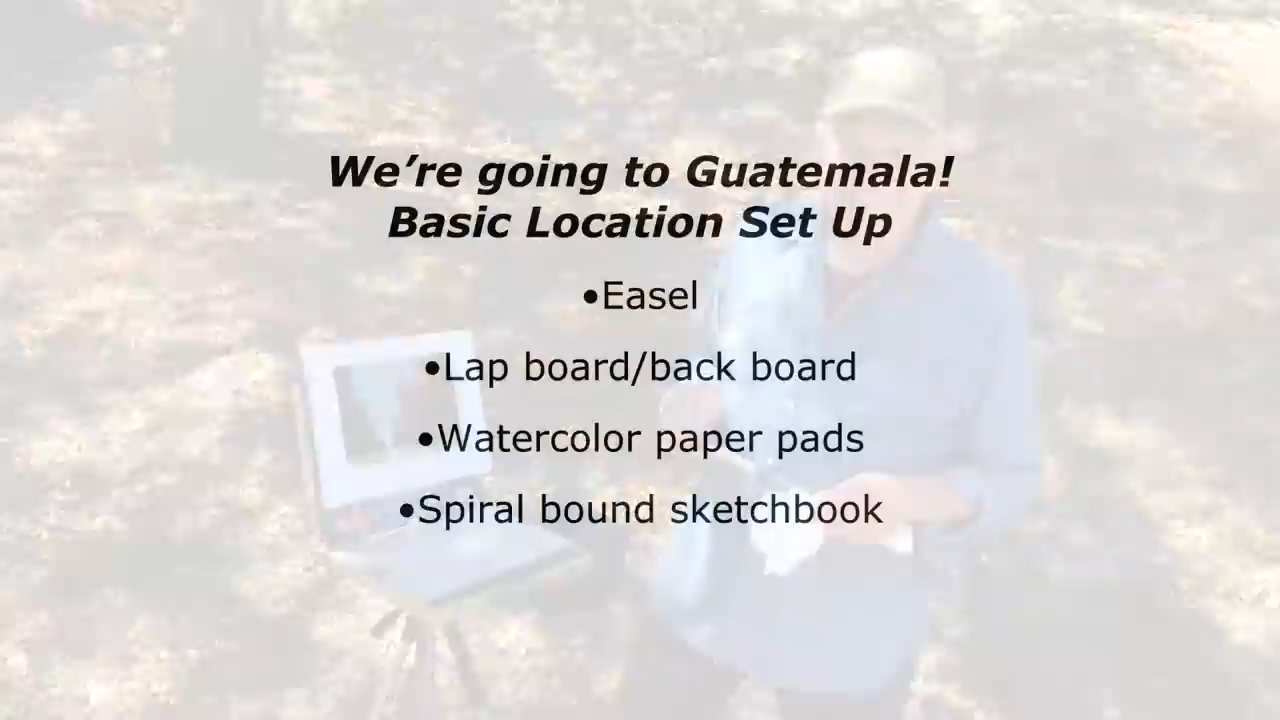 We’re going to Guatemala!
Basic Location Set Up
•Easel
•Lap board/back board
•Watercolor paper pads
•Spiral bound sketchbook